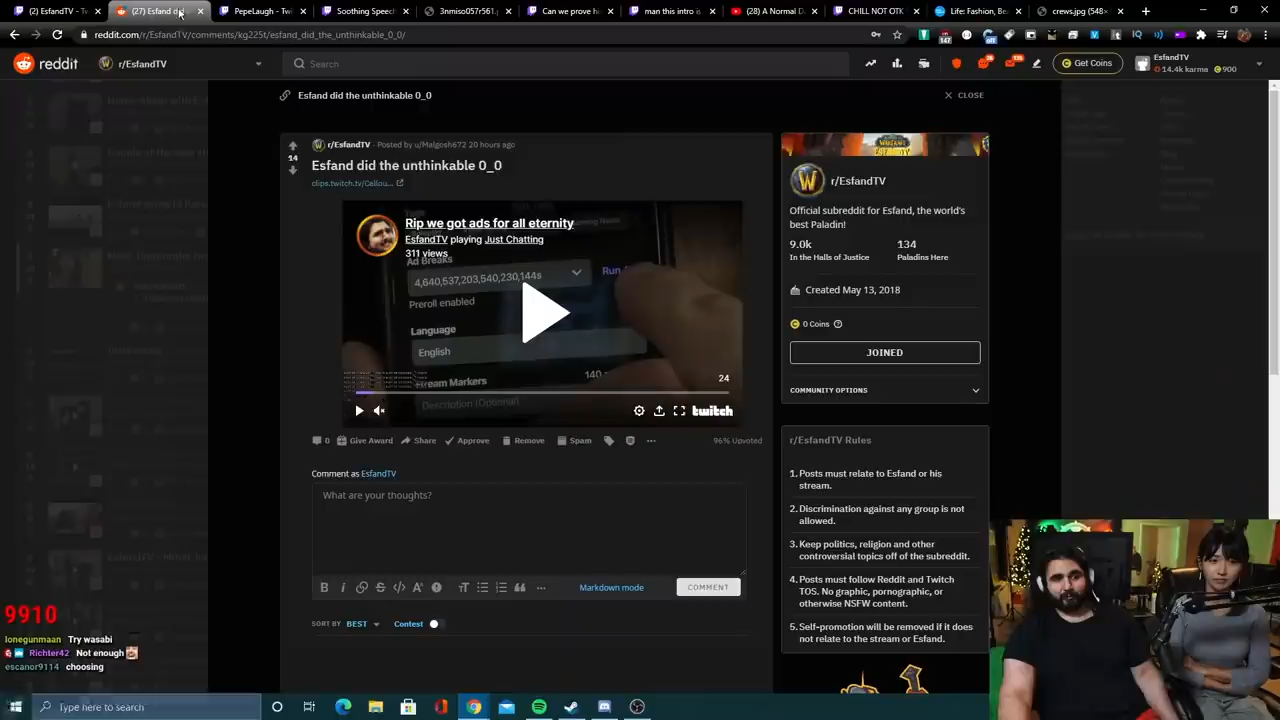 (2) EsfandTV - Tw
(27) Esfand did
PepeLaugh - Twi
Soothing Speech
3nmiso057r561.
Can we prove h
man this intro is
(28) A Normal D
CHILL NOT OTK
Life: Fashion, Be
crews.jpg (548×
reddit.com/r/EsfandTV/comments/kg225t/esfand_did_the_unthinkable_0_0/
reddit
r/EsfandTV
Search
Get Coins
EsfandTV
14.4k karma
900
Esfand did the unthinkable 0_0
CLOSE
14
r/EsfandTV · Posted by u/Malgosh672 20 hours ago
Esfand did the unthinkable 0_0
clips.twitch.tv/Callou...
Rip we got ads for all eternity
EsfandTV playing Just Chatting
311 views
Ad Breaks
4,640,537,203,540,230,144s
Run
Preroll enabled
Language
English
Stream Markers
140
Description (Optional)
24
twitch
0
Give Award
Share
Approve
Remove
Spam
96% Upvoted
Comment as EsfandTV
What are your thoughts?
Markdown mode
COMMENT
SORT BY BEST
Contest
r/EsfandTV
Official subreddit for Esfand, the world's
best Paladin!
9.0k
134
In the Halls of Justice
Paladins Here
Created May 13, 2018
0 Coins
JOINED
COMMUNITY OPTIONS
r/EsfandTV Rules
1. Posts must relate to Esfand or his
stream.
2. Discrimination against any group is not
allowed.
3. Keep politics, religion and other
controversial topics off of the subreddit.
4. Posts must follow Reddit and Twitch
TOS. No graphic, pornographic, or
otherwise NSFW content.
5. Self-promotion will be removed if it does
not relate to the stream or Esfand.
9910
lonegunmaan Try wasabi
Richter42 Not enough
escanor9114 choosing
Type here to search